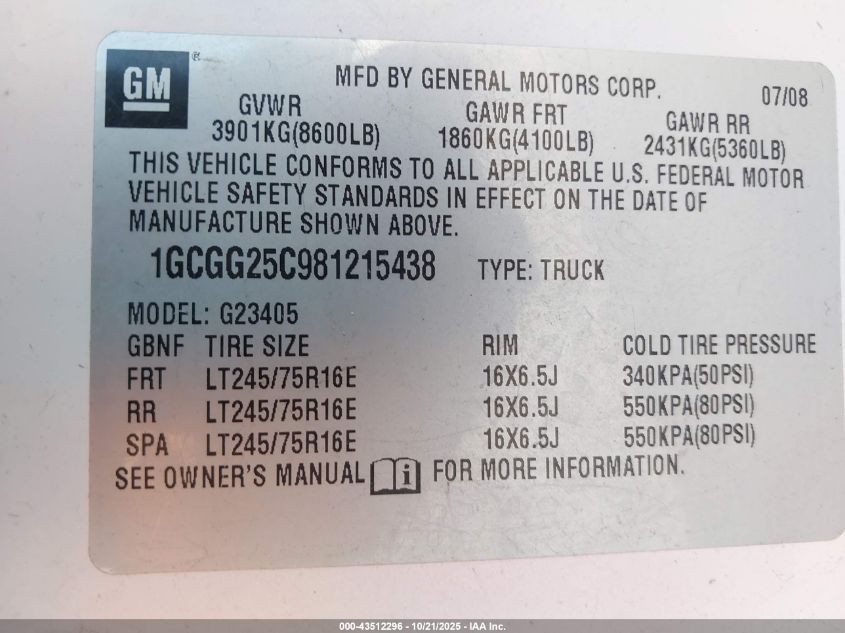 GM®
MFD BY GENERAL MOTORS CORP. 07/08
GVWR GAWR FRT GAWR RR
3901KG(8600LB) 1860KG(4100LB) 2431KG(5360LB)
THIS VEHICLE CONFORMS TO ALL APPLICABLE U.S. FEDERAL MOTOR
VEHICLE SAFETY STANDARDS IN EFFECT ON THE DATE OF
MANUFACTURE SHOWN ABOVE.
1GCGG25C981215438 TYPE: TRUCK
MODEL: G23405
GBNF TIRE SIZE RIM COLD TIRE PRESSURE
FRT LT245/75R16E 16X6.5J 340KPA(50PSI)
RR LT245/75R16E 16X6.5J 550KPA(80PSI)
SPA LT245/75R16E 16X6.5J 550KPA(80PSI)
SEE OWNER'S MANUAL i FOR MORE INFORMATION.
000-43512296 - 10/21/2025 - IAA Inc.